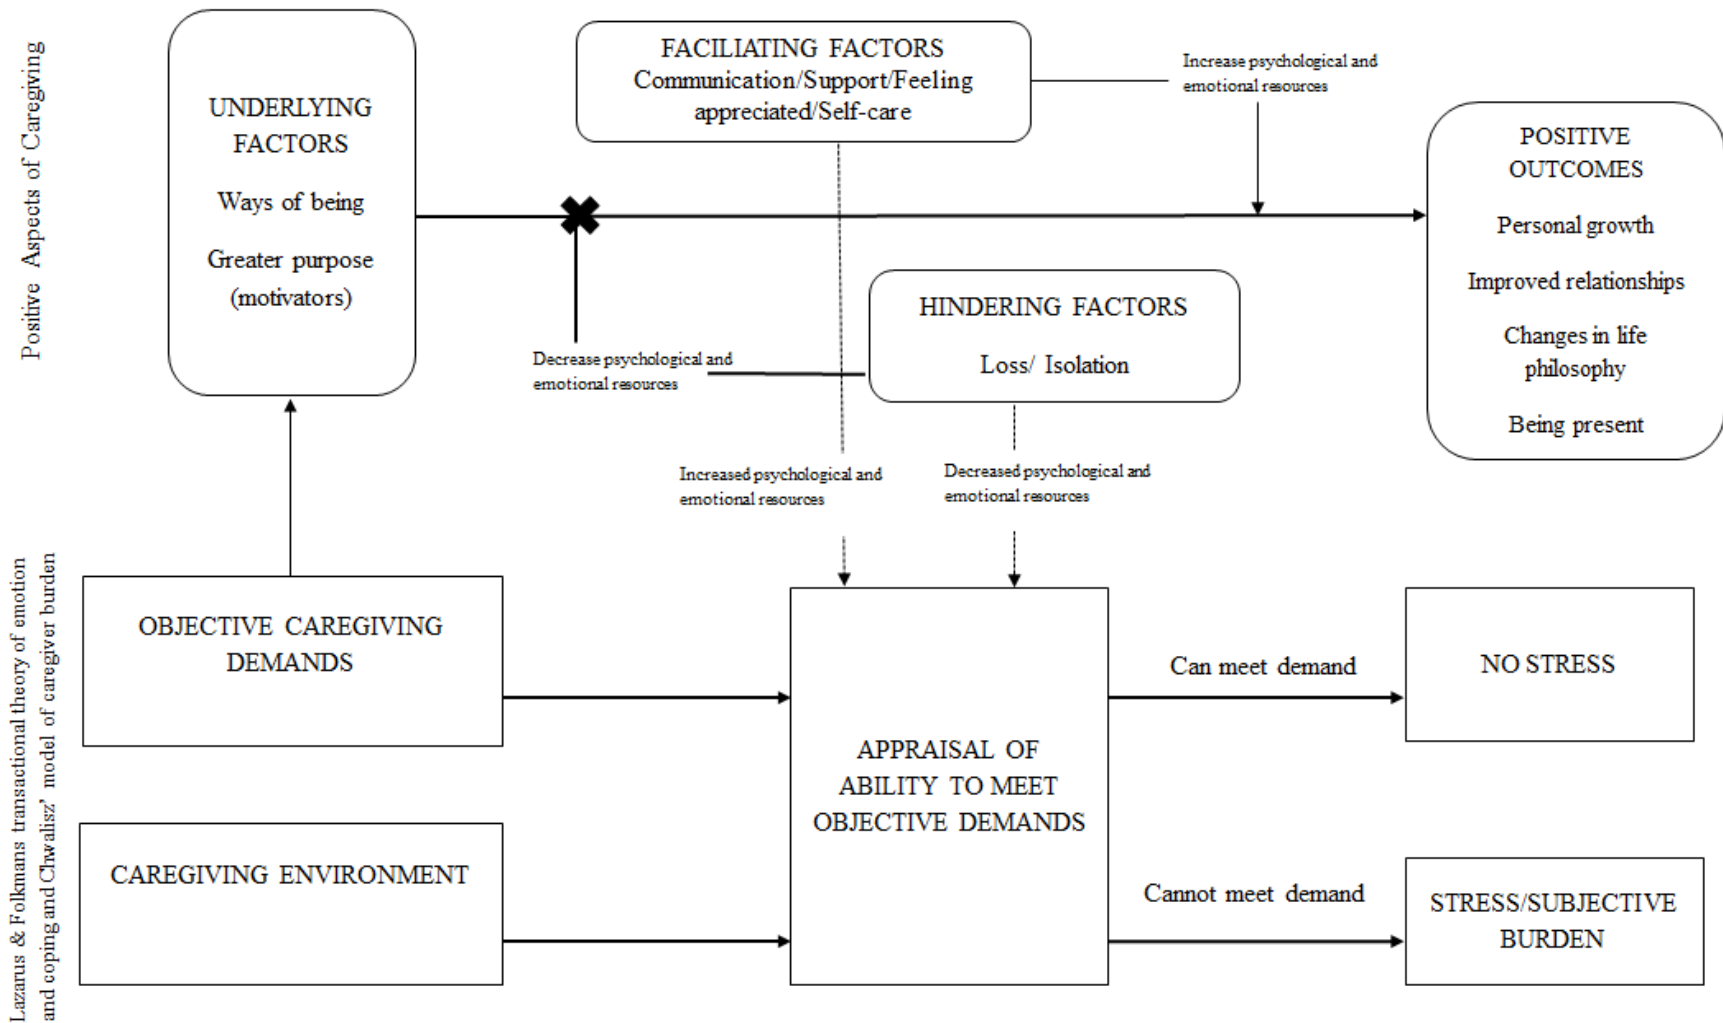 Positive Aspects of Caregiving
UNDERLYING
FACTORS
Ways of being
Greater purpose
(motivators)
FACILIATING FACTORS
Communication/Support/Feeling
appreciated/Self-care
Increase psychological and
emotional resources
POSITIVE
OUTCOMES
Personal growth
Improved relationships
Changes in life
philosophy
Being present
HINDERING FACTORS
Loss/ Isolation
Decrease psychological and
emotional resources
Increased psychological and
emotional resources
Decreased psychological and
emotional resources
Lazarus & Folkmans transactional theory of emotion
and coping and Chwalisz’ model of caregiver burden
OBJECTIVE CAREGIVING
DEMANDS
CAREGIVING ENVIRONMENT
APPRAISAL OF
ABILITY TO MEET
OBJECTIVE DEMANDS
Can meet demand
NO STRESS
Cannot meet demand
STRESS/SUBJECTIVE
BURDEN